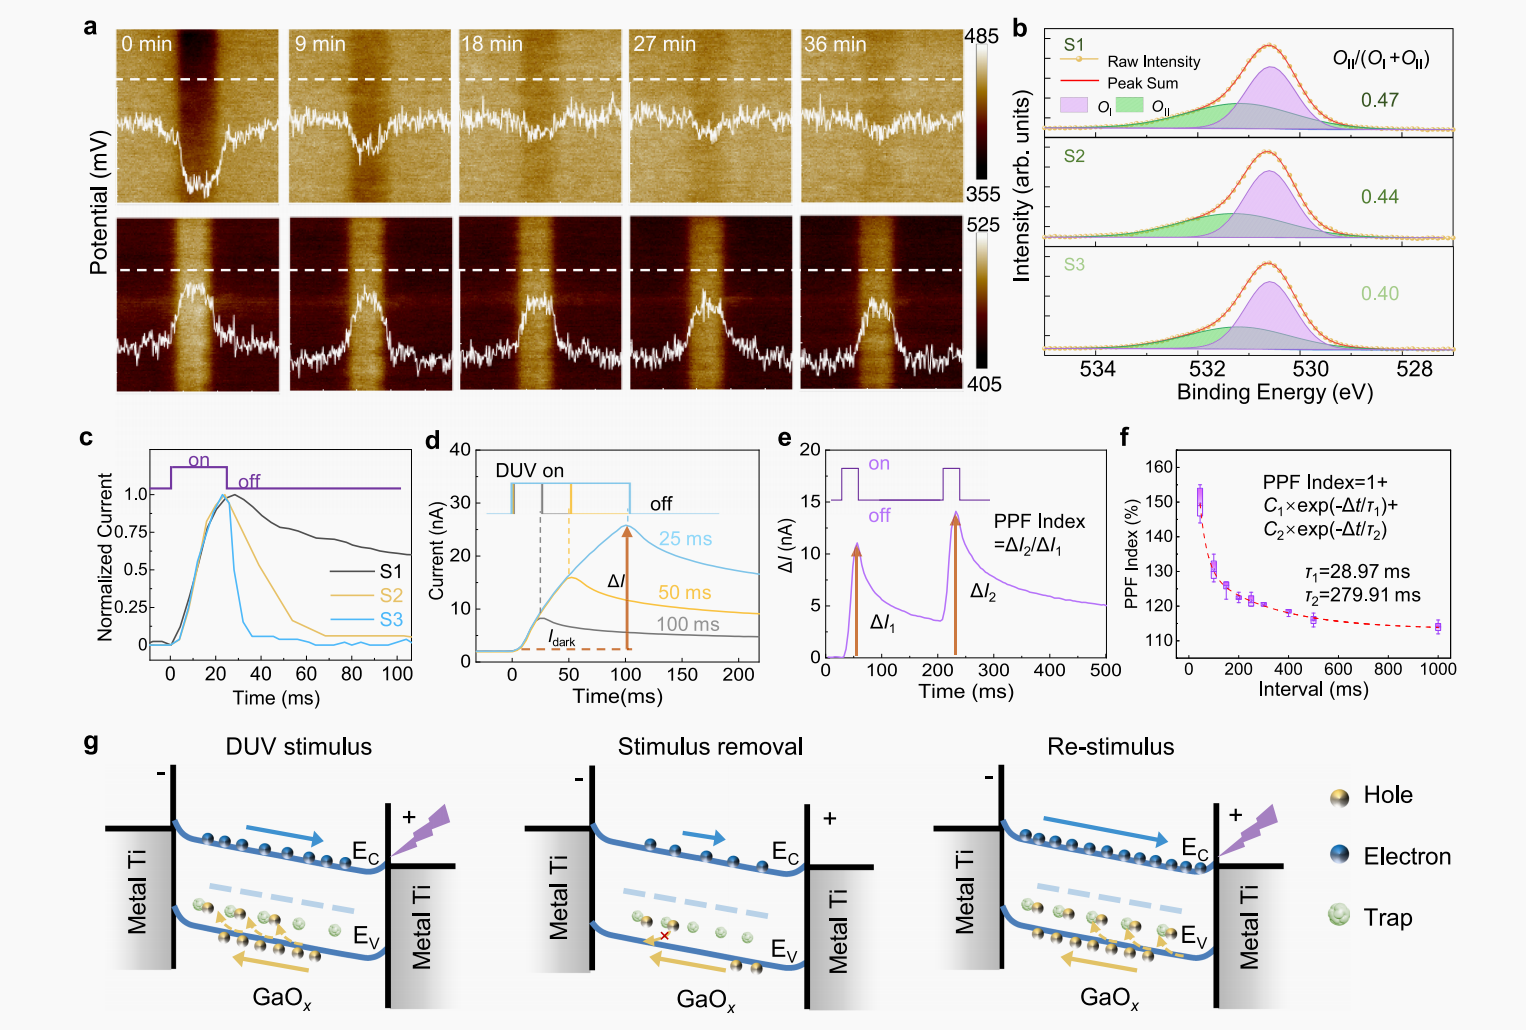 a
0 min
9 min
18 min
27 min
36 min
485
355
525
405
Potential (mV)
b
S1
Raw Intensity
Peak Sum
OI OII
OII/(OI+OII)
0.47
S2
0.44
S3
0.40
Intensity (arb. units)
534 532 530 528
Binding Energy (eV)
c
on
off
1.0
0.75
0.5
0.25
0
S1
S2
S3
Normalized Current
0 20 40 60 80 100
Time (ms)
d
DUV on
off
40
30
20
10
0
25 ms
50 ms
100 ms
ΔI
Idark
Current (nA)
0 50 100 150 200
Time(ms)
e
on
off
20
15
10
5
0
PPF Index
=ΔI2/ΔI1
ΔI1
ΔI2
ΔI (nA)
0 100 200 300 400 500
Time (ms)
f
160
150
140
130
120
110
PPF Index=1+
C1×exp(-Δt/τ1)+
C2×exp(-Δt/τ2)
τ1=28.97 ms
τ2=279.91 ms
PPF Index (%)
0 200 400 600 800 1000
Interval (ms)
g
DUV stimulus
-
+
EC
EV
Metal Ti
Metal Ti
GaOx
Stimulus removal
-
+
EC
EV
Metal Ti
Metal Ti
GaOx
Re-stimulus
-
+
EC
EV
Metal Ti
Metal Ti
GaOx
Hole
Electron
Trap